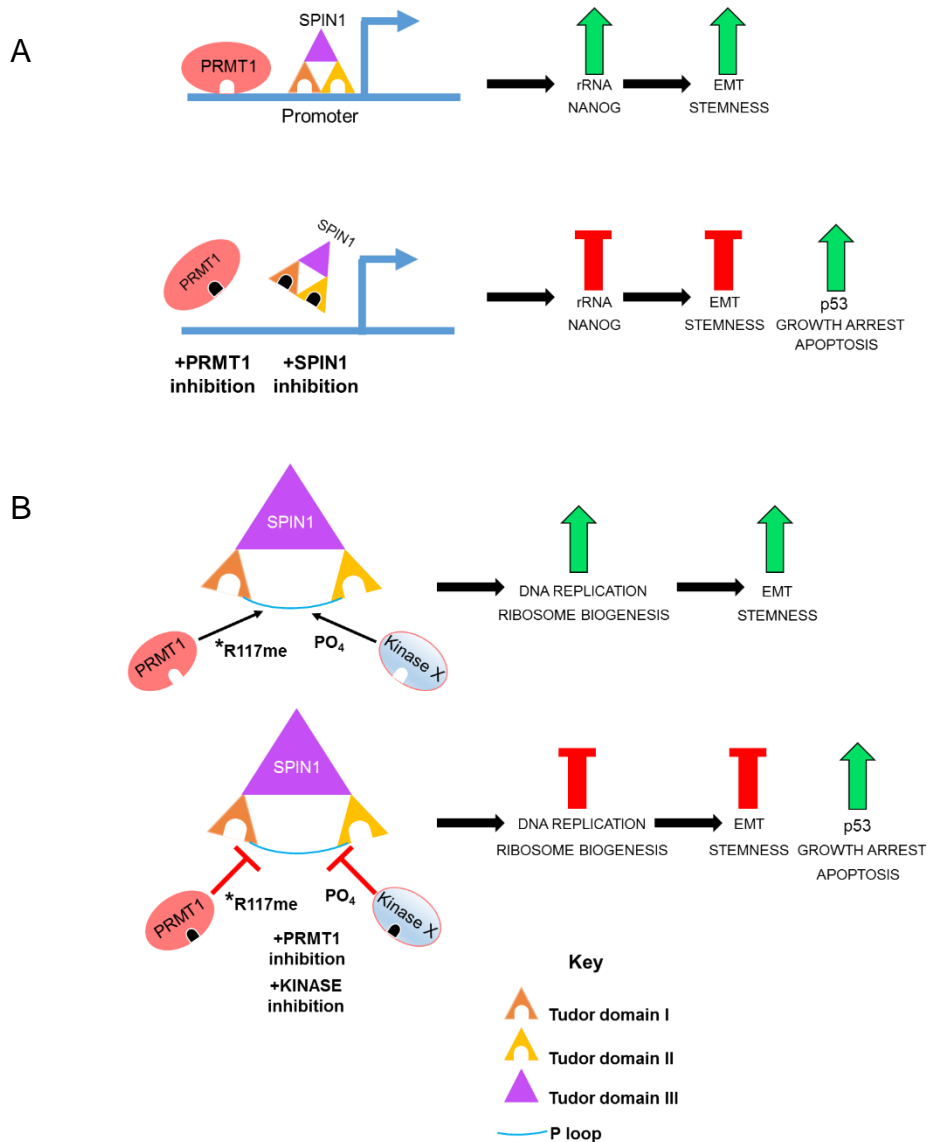 A
SPIN1
PRMT1
Promoter
rRNA
NANOG
EMT
STEMNESS
SPIN1
PRMT1
+PRMT1
inhibition
+SPIN1
inhibition
rRNA
NANOG
EMT
STEMNESS
p53
GROWTH ARREST
APOPTOSIS
B
SPIN1
PRMT1
*R117me
PO₄
Kinase X
DNA REPLICATION
RIBOSOME BIOGENESIS
EMT
STEMNESS
SPIN1
PRMT1
*R117me
PO₄
Kinase X
+PRMT1
inhibition
+KINASE
inhibition
DNA REPLICATION
RIBOSOME BIOGENESIS
EMT
STEMNESS
p53
GROWTH ARREST
APOPTOSIS
Key
Tudor domain I
Tudor domain II
Tudor domain III
P loop